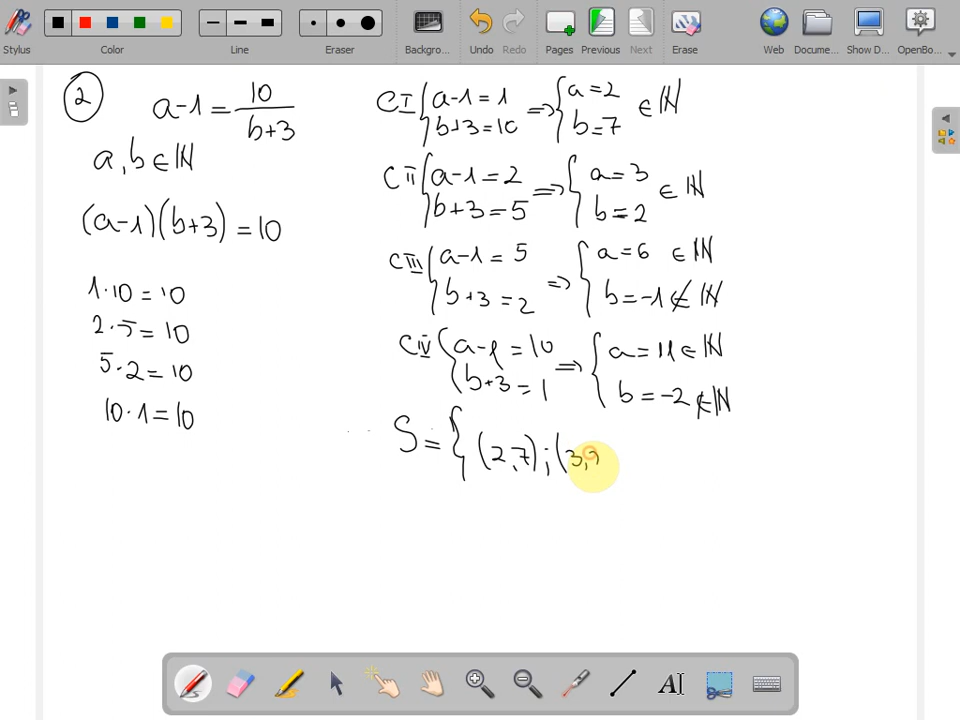 Stylus
Color
Line
Eraser
Backgro...
Undo
Redo
Pages
Previous
Next
Erase
Web
Docume...
Show D...
OpenBo...
2
a-1 = 10/(b+3)
a, b ∈ ℕ
(a-1)(b+3) = 10
1·10 = 10
2·5 = 10
5·2 = 10
10·1 = 10
CI { a-1 = 1 ⟹ { a = 2 ∈ ℕ
b+3 = 10 b = 7
CII { a-1 = 2 ⟹ { a = 3 ∈ ℕ
b+3 = 5 b = 2
CIII { a-1 = 5 ⟹ { a = 6 ∈ ℕ
b+3 = 2 b = -1 ∉ ℕ
CIV { a-1 = 10 ⟹ { a = 11 ∈ ℕ
b+3 = 1 b = -2 ∉ ℕ
S = { (2,7); (3,
A